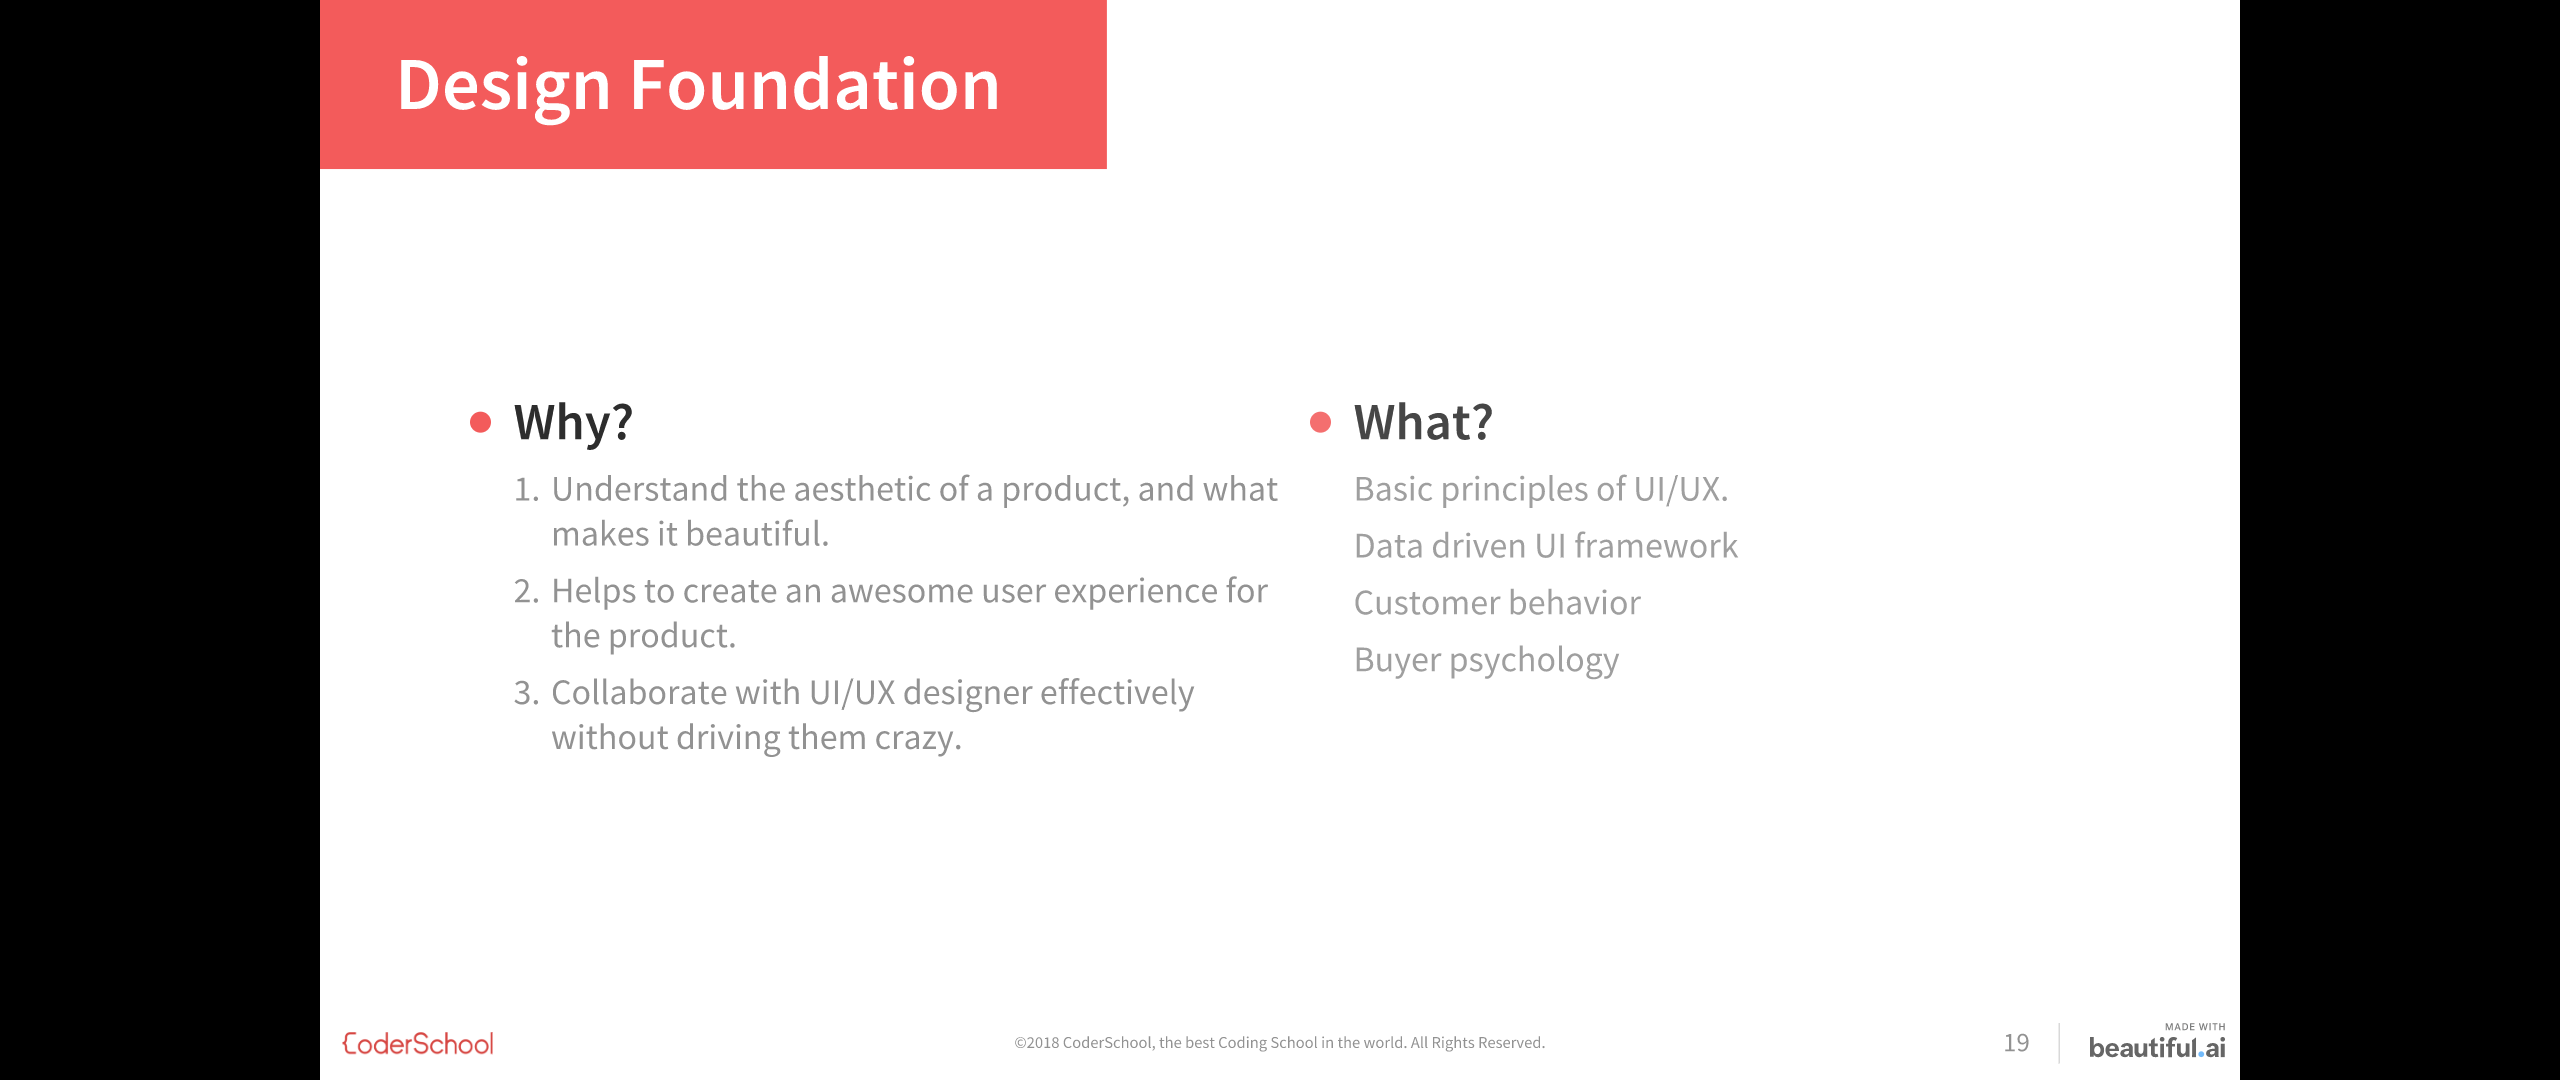 Design Foundation
Why?
1. Understand the aesthetic of a product, and what
makes it beautiful.
2. Helps to create an awesome user experience for
the product.
3. Collaborate with UI/UX designer effectively
without driving them crazy.
What?
Basic principles of UI/UX.
Data driven UI framework
Customer behavior
Buyer psychology
CoderSchool
©2018 CoderSchool, the best Coding School in the world. All Rights Reserved.
19
MADE WITH
beautiful.ai